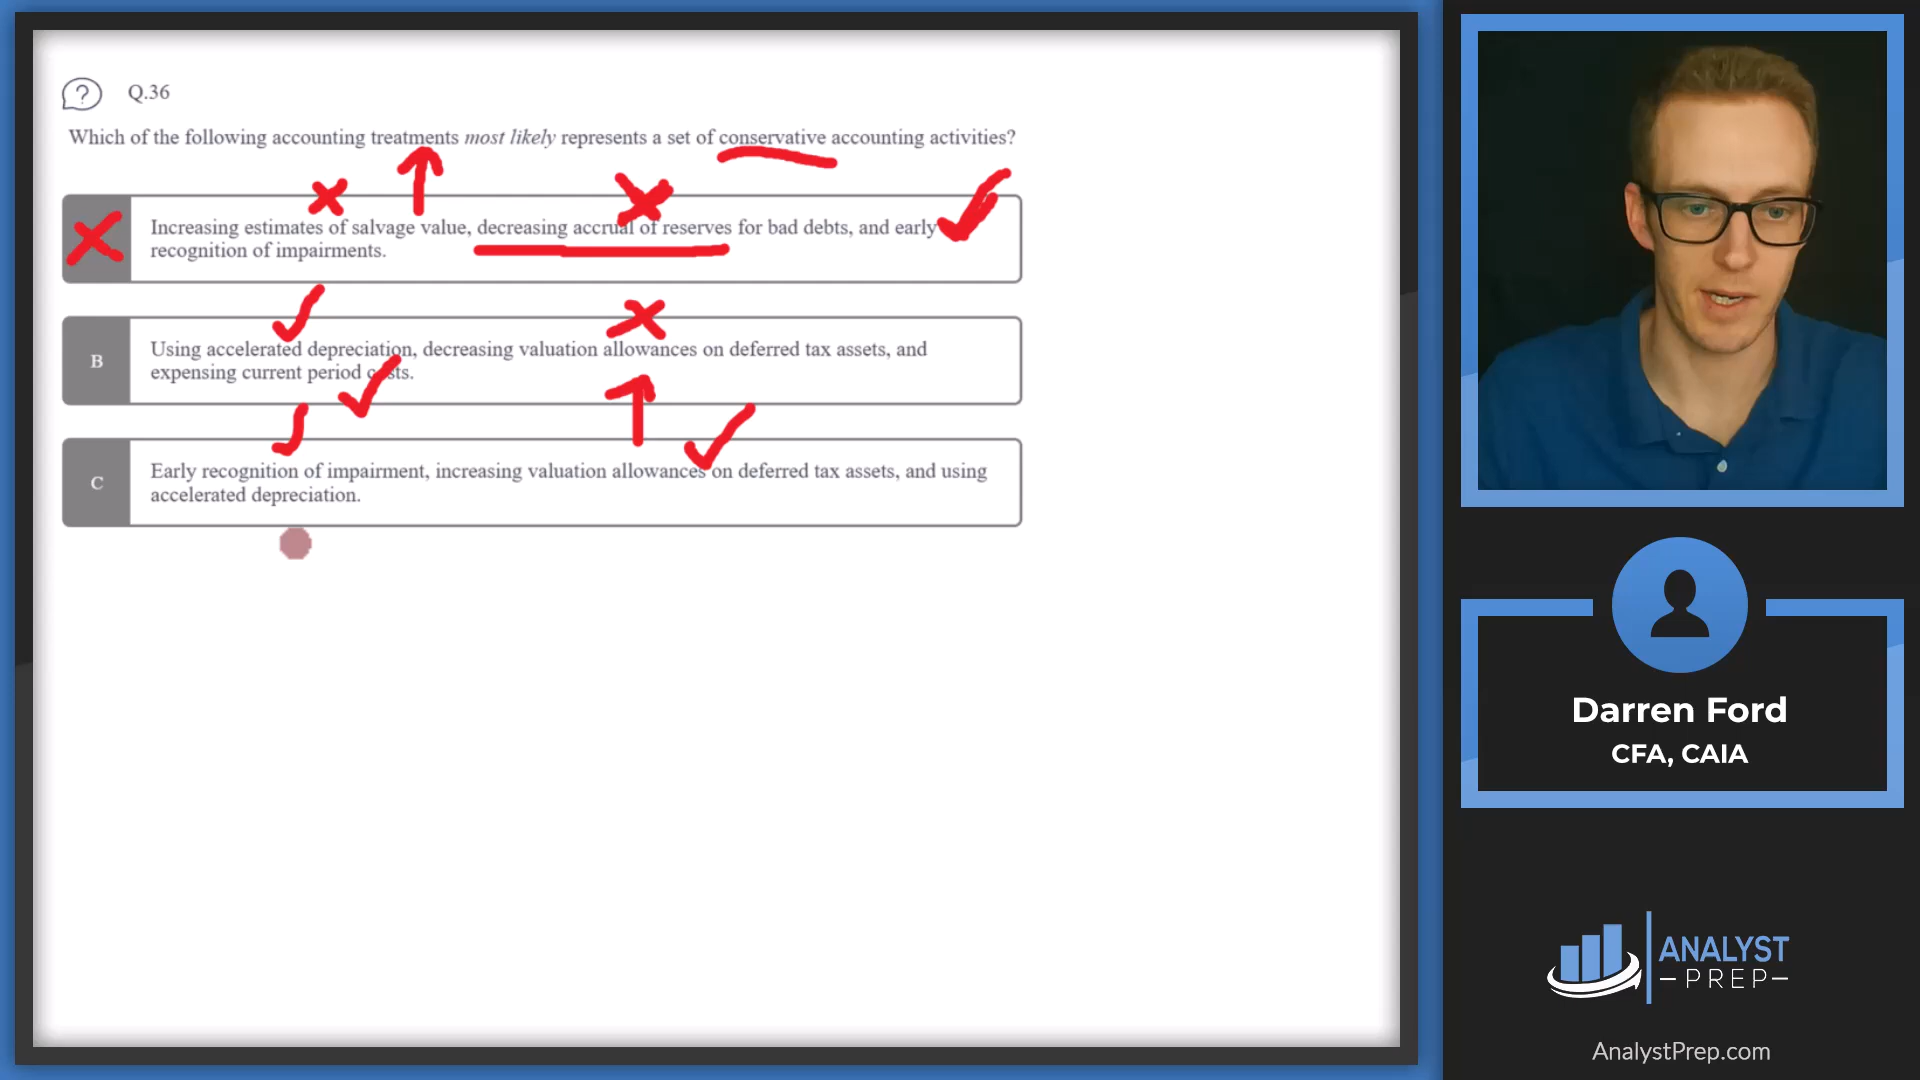 Q.36
Which of the following accounting treatments most likely represents a set of conservative accounting activities?
Increasing estimates of salvage value, decreasing accrual of reserves for bad debts, and early
recognition of impairments.
B
Using accelerated depreciation, decreasing valuation allowances on deferred tax assets, and
expensing current period costs.
C
Early recognition of impairment, increasing valuation allowances on deferred tax assets, and using
accelerated depreciation.
Darren Ford
CFA, CAIA
ANALYST
PREP
AnalystPrep.com